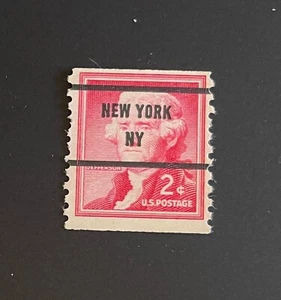 NEW YORK
NY
JEFFERSON
2¢
U.S. POSTAGE